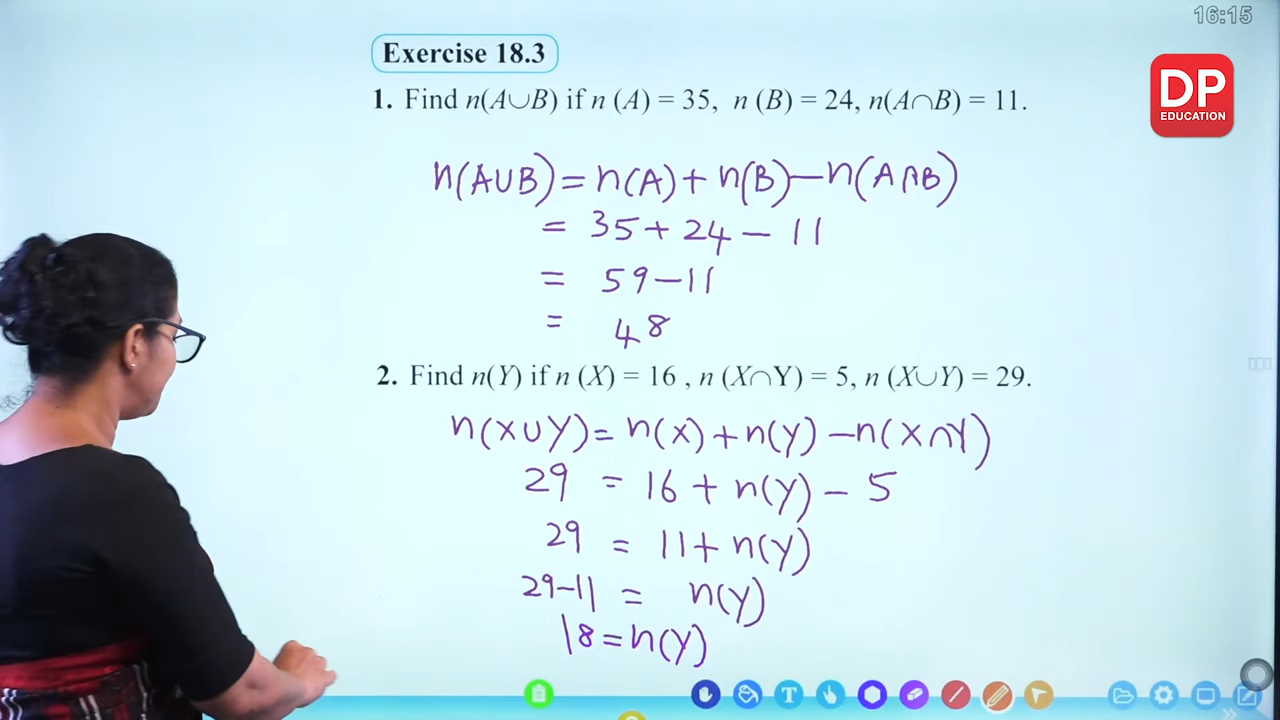 16:15
Exercise 18.3
DP
EDUCATION
1. Find n(A∪B) if n (A) = 35, n (B) = 24, n(A∩B) = 11.
n(A∪B) = n(A) + n(B) – n(A∩B)
= 35 + 24 – 11
= 59 – 11
= 48
2. Find n(Y) if n (X) = 16 , n (X∩Y) = 5, n (X∪Y) = 29.
n(X∪Y) = n(X) + n(Y) – n(X∩Y)
29 = 16 + n(Y) – 5
29 = 11 + n(Y)
29 – 11 = n(Y)
18 = n(Y)
T